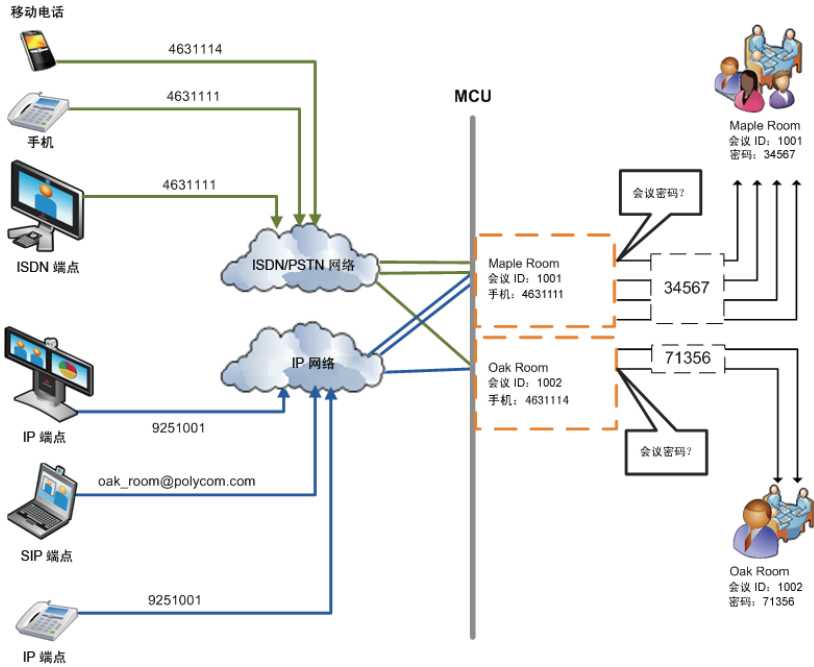 移动电话
4631114
4631111
手机
4631111
ISDN 端点
ISDN/PSTN 网络
IP 网络
IP 端点
9251001
oak_room@polycom.com
SIP 端点
9251001
IP 端点
MCU
Maple Room
会议 ID：1001
手机：4631111
Oak Room
会议 ID：1002
手机：4631114
会议密码？
34567
71356
会议密码？
Maple Room
会议 ID：1001
密码：34567
Oak Room
会议 ID：1002
密码：71356